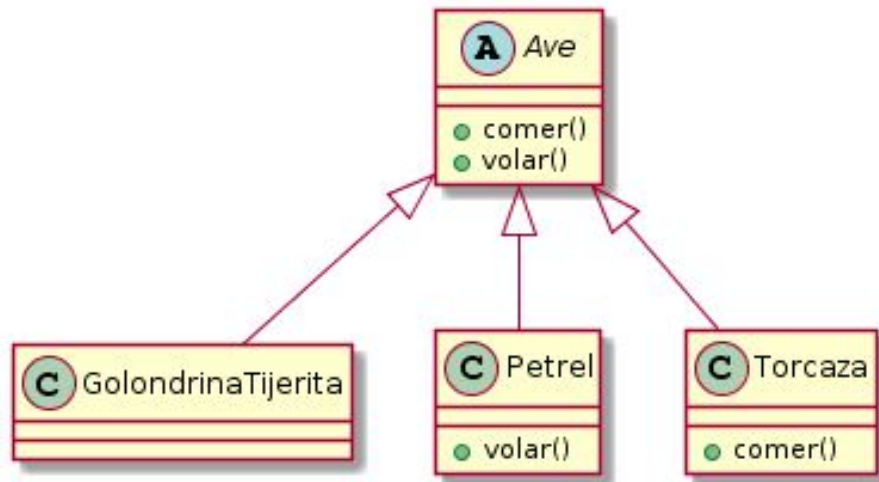 A Ave
comer()
volar()
C GolondrinaTijerita
C Petrel
volar()
C Torcaza
comer()